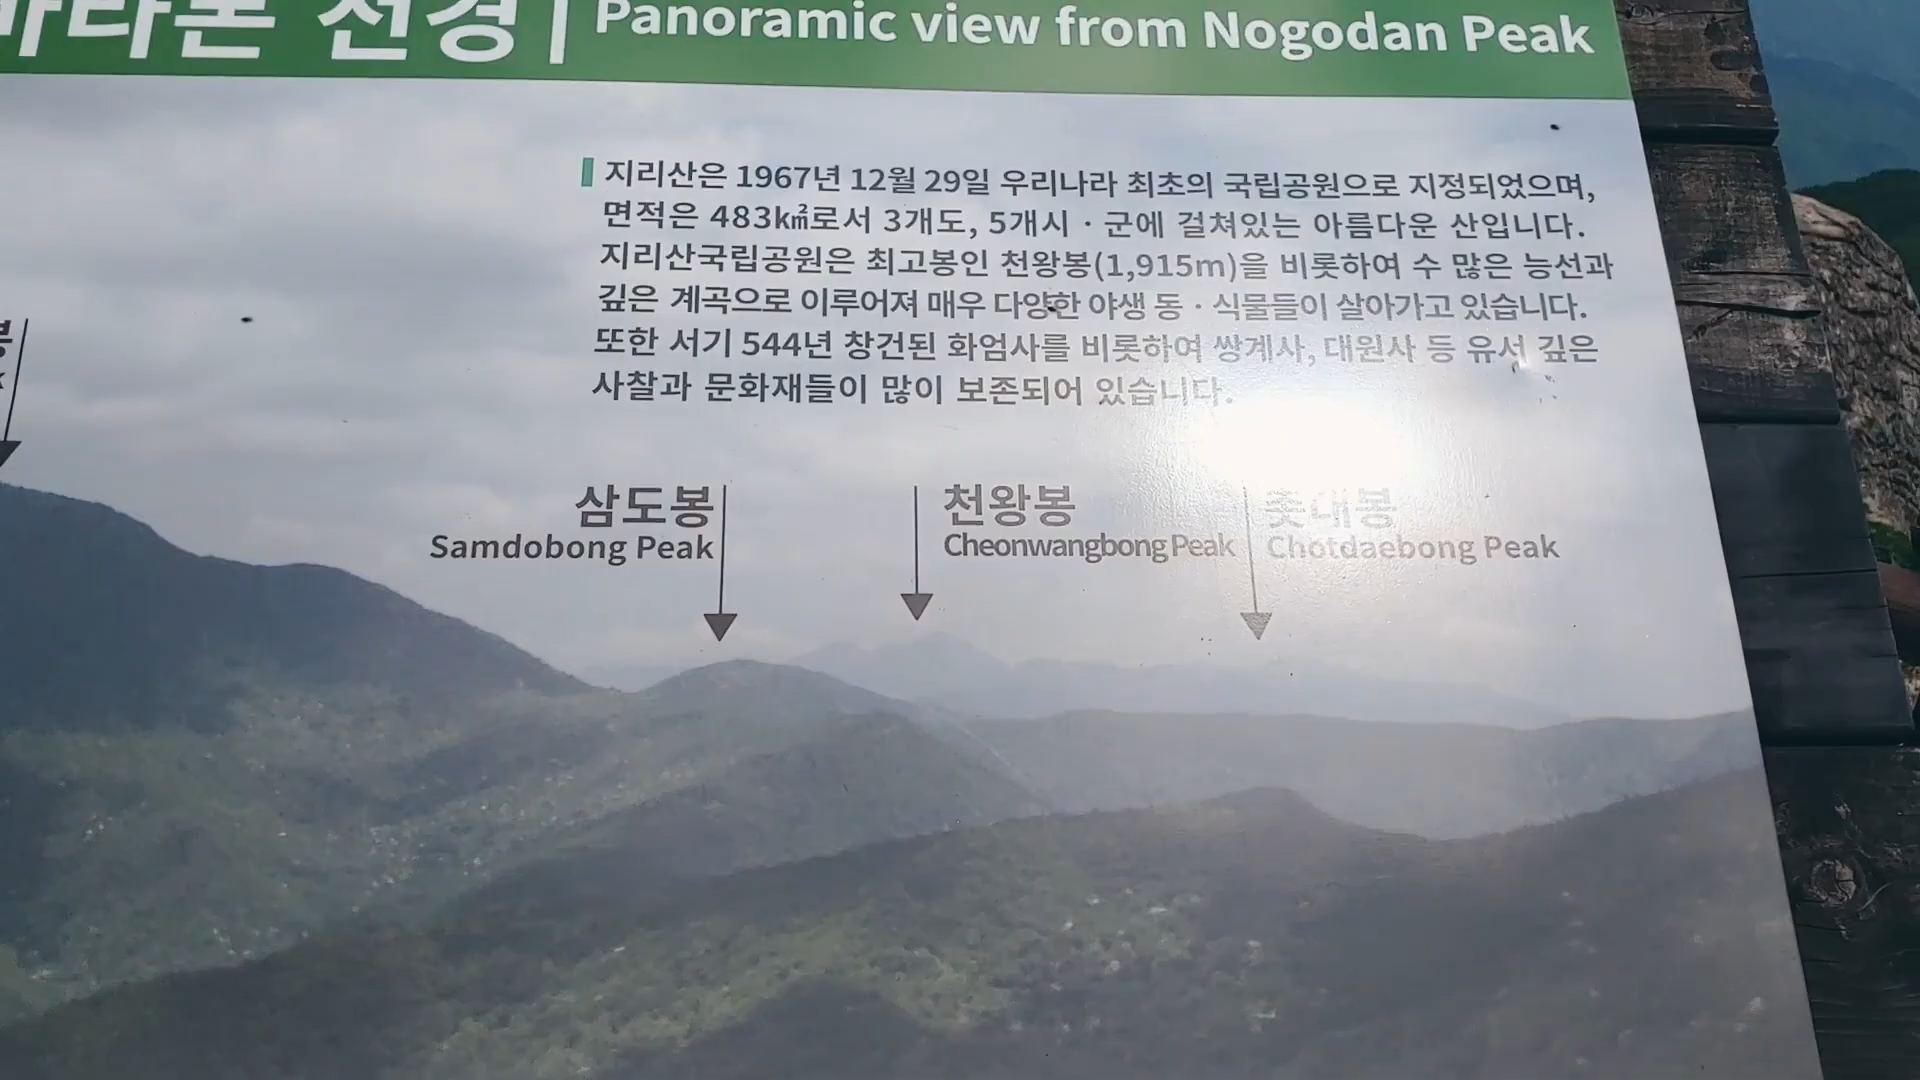 바라본 전경 | Panoramic view from Nogodan Peak
지리산은 1967년 12월 29일 우리나라 최초의 국립공원으로 지정되었으며,
면적은 483㎢로서 3개도, 5개시 · 군에 걸쳐있는 아름다운 산입니다.
지리산국립공원은 최고봉인 천왕봉(1,915m)을 비롯하여 수 많은 능선과
깊은 계곡으로 이루어져 매우 다양한 야생 동 · 식물들이 살아가고 있습니다.
또한 서기 544년 창건된 화엄사를 비롯하여 쌍계사, 대원사 등 유서 깊은
사찰과 문화재들이 많이 보존되어 있습니다.
삼도봉
Samdobong Peak
천왕봉
Cheonwangbong Peak
촛대봉
Chotdaebong Peak